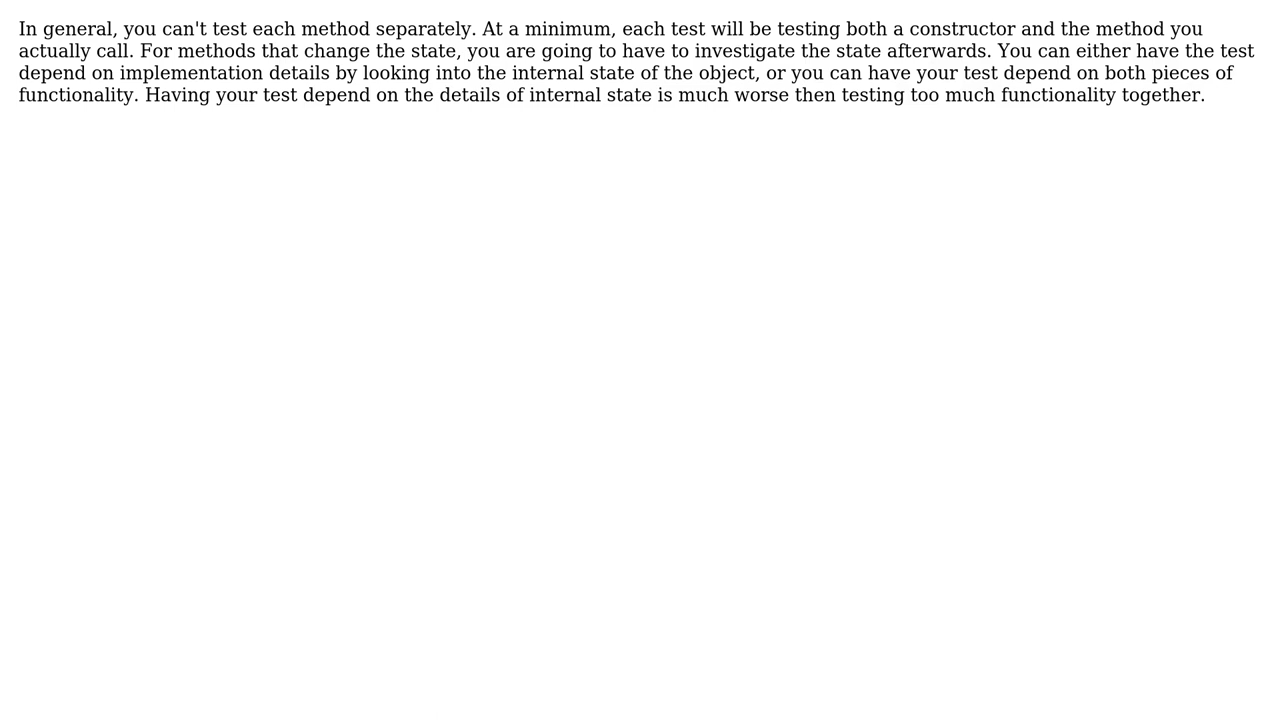 In general, you can't test each method separately. At a minimum, each test will be testing both a constructor and the method you
actually call. For methods that change the state, you are going to have to investigate the state afterwards. You can either have the test
depend on implementation details by looking into the internal state of the object, or you can have your test depend on both pieces of
functionality. Having your test depend on the details of internal state is much worse then testing too much functionality together.